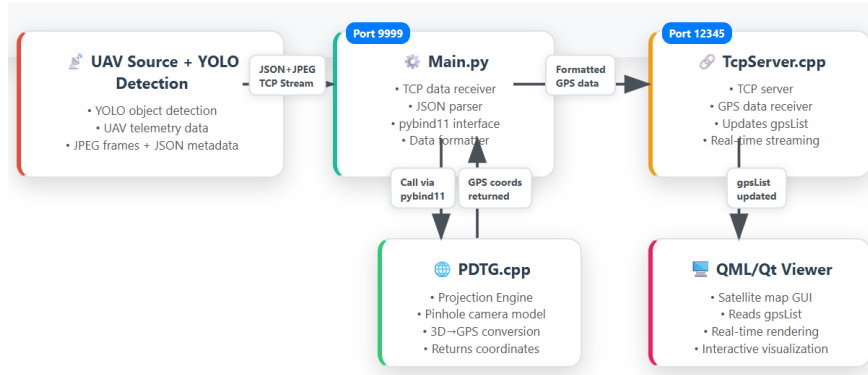 Port 9999
Port 12345
UAV Source + YOLO
Detection
• YOLO object detection
• UAV telemetry data
• JPEG frames + JSON metadata
JSON+JPEG
TCP Stream
Main.py
• TCP data receiver
• JSON parser
• pybind11 interface
• Data formatter
Formatted
GPS data
TcpServer.cpp
• TCP server
• GPS data receiver
• Updates gpsList
• Real-time streaming
Call via
pybind11
GPS coords
returned
gpsList
updated
PDTG.cpp
• Projection Engine
• Pinhole camera model
• 3D→GPS conversion
• Returns coordinates
QML/Qt Viewer
• Satellite map GUI
• Reads gpsList
• Real-time rendering
• Interactive visualization